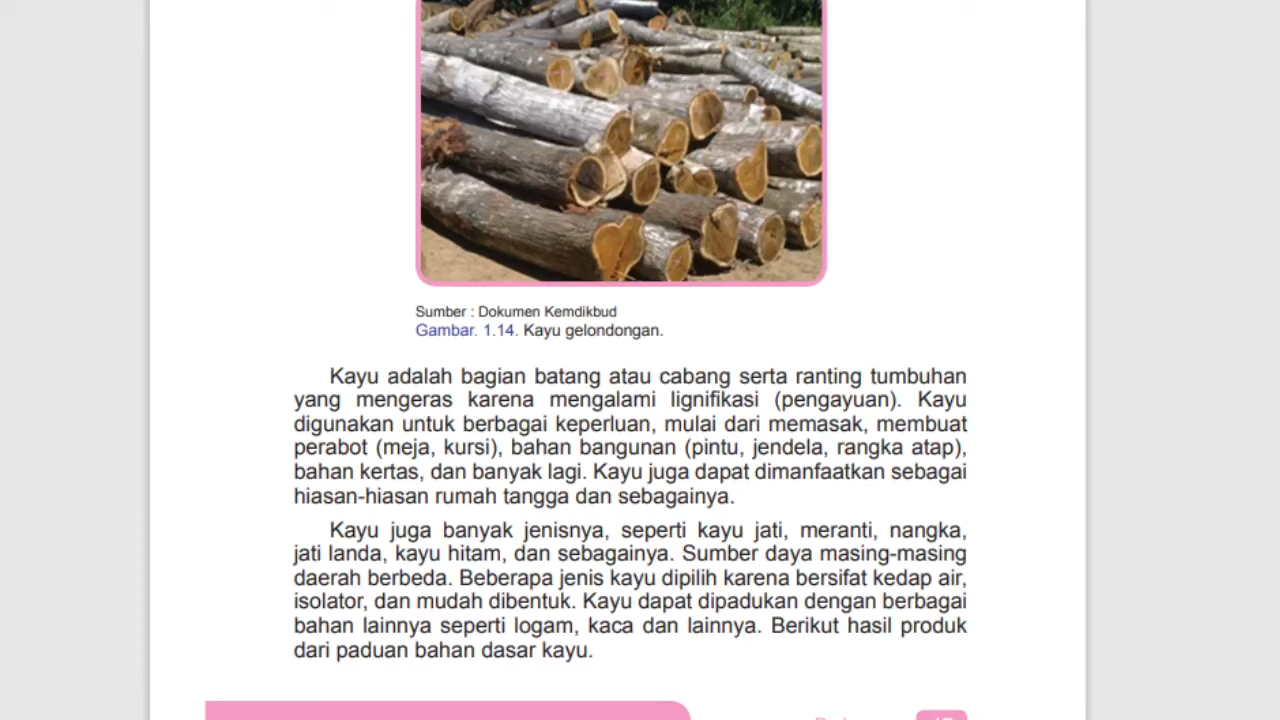 Sumber : Dokumen Kemdikbud
Gambar. 1.14. Kayu gelondongan.
Kayu adalah bagian batang atau cabang serta ranting tumbuhan
yang mengeras karena mengalami lignifikasi (pengayuan). Kayu
digunakan untuk berbagai keperluan, mulai dari memasak, membuat
perabot (meja, kursi), bahan bangunan (pintu, jendela, rangka atap),
bahan kertas, dan banyak lagi. Kayu juga dapat dimanfaatkan sebagai
hiasan-hiasan rumah tangga dan sebagainya.
Kayu juga banyak jenisnya, seperti kayu jati, meranti, nangka,
jati landa, kayu hitam, dan sebagainya. Sumber daya masing-masing
daerah berbeda. Beberapa jenis kayu dipilih karena bersifat kedap air,
isolator, dan mudah dibentuk. Kayu dapat dipadukan dengan berbagai
bahan lainnya seperti logam, kaca dan lainnya. Berikut hasil produk
dari paduan bahan dasar kayu.